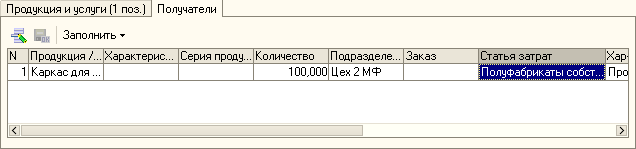 Продукция и услуги (1 поз.) Получатели
Заполнить
N Продукция /... Характерис... Серия проду... Количество Подразделе... Заказ Статья затрат Хар-
1 Каркас для ... 100,000 Цех 2 МФ Полуфабрикаты собст... Про